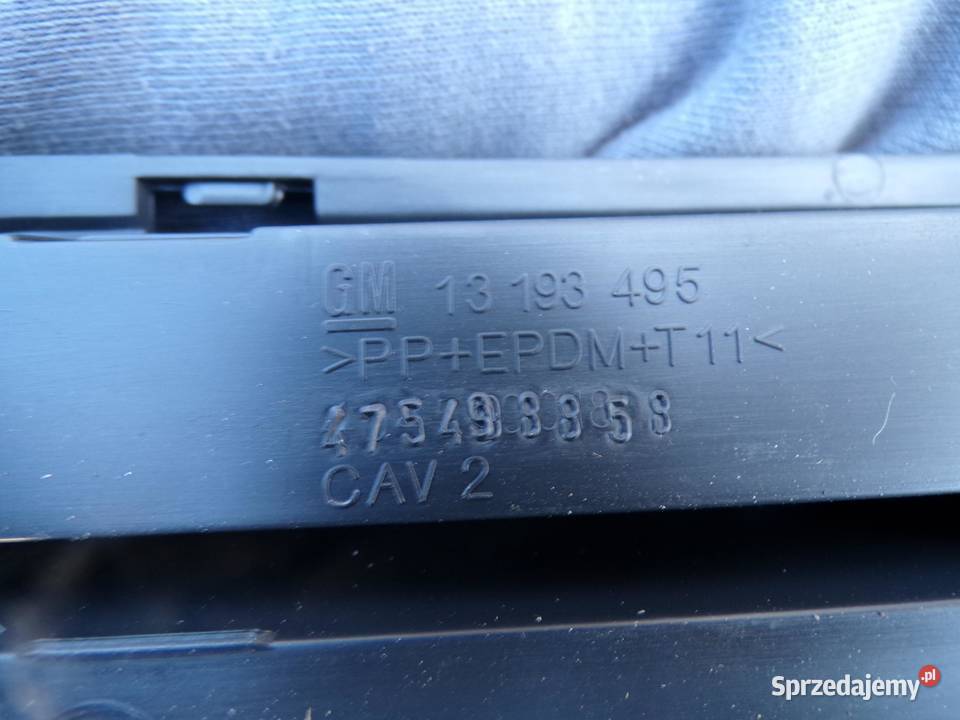 GM 13 193 495
>PP+EPDM+T11<
CAV 2
Sprzedajemy.pl